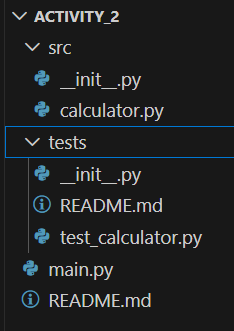 ACTIVITY_2
src
__init__.py
calculator.py
tests
__init__.py
README.md
test_calculator.py
main.py
README.md